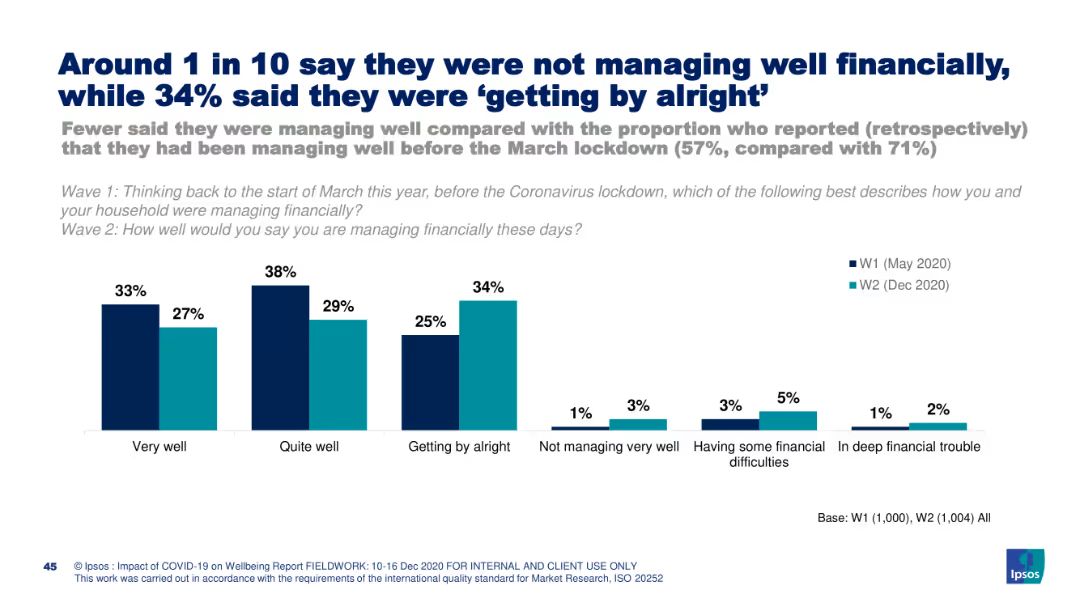 Around 1 in 10 say they were not managing well financially,
while 34% said they were ‘getting by alright’
Fewer said they were managing well compared with the proportion who reported (retrospectively)
that they had been managing well before the March lockdown (57%, compared with 71%)
Wave 1: Thinking back to the start of March this year, before the Coronavirus lockdown, which of the following best describes how you and
your household were managing financially?
Wave 2: How well would you say you are managing financially these days?
W1 (May 2020)
W2 (Dec 2020)
33%
27%
38%
29%
25%
34%
1%
3%
3%
5%
1%
2%
Very well
Quite well
Getting by alright
Not managing very well
Having some financial
difficulties
In deep financial trouble
Base: W1 (1,000), W2 (1,004) All
45
© Ipsos : Impact of COVID-19 on Wellbeing Report FIELDWORK: 10-16 Dec 2020 FOR INTERNAL AND CLIENT USE ONLY
This work was carried out in accordance with the requirements of the international quality standard for Market Research, ISO 20252
Ipsos